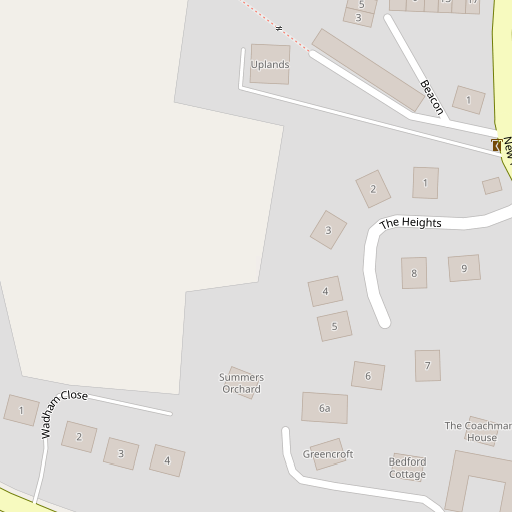 5
3
Uplands
Beacon
1
New
2
1
The Heights
3
8
9
4
5
7
6
Summers
Orchard
6a
Wadham Close
1
2
3
4
Greencroft
Bedford
Cottage
The Coachman
House